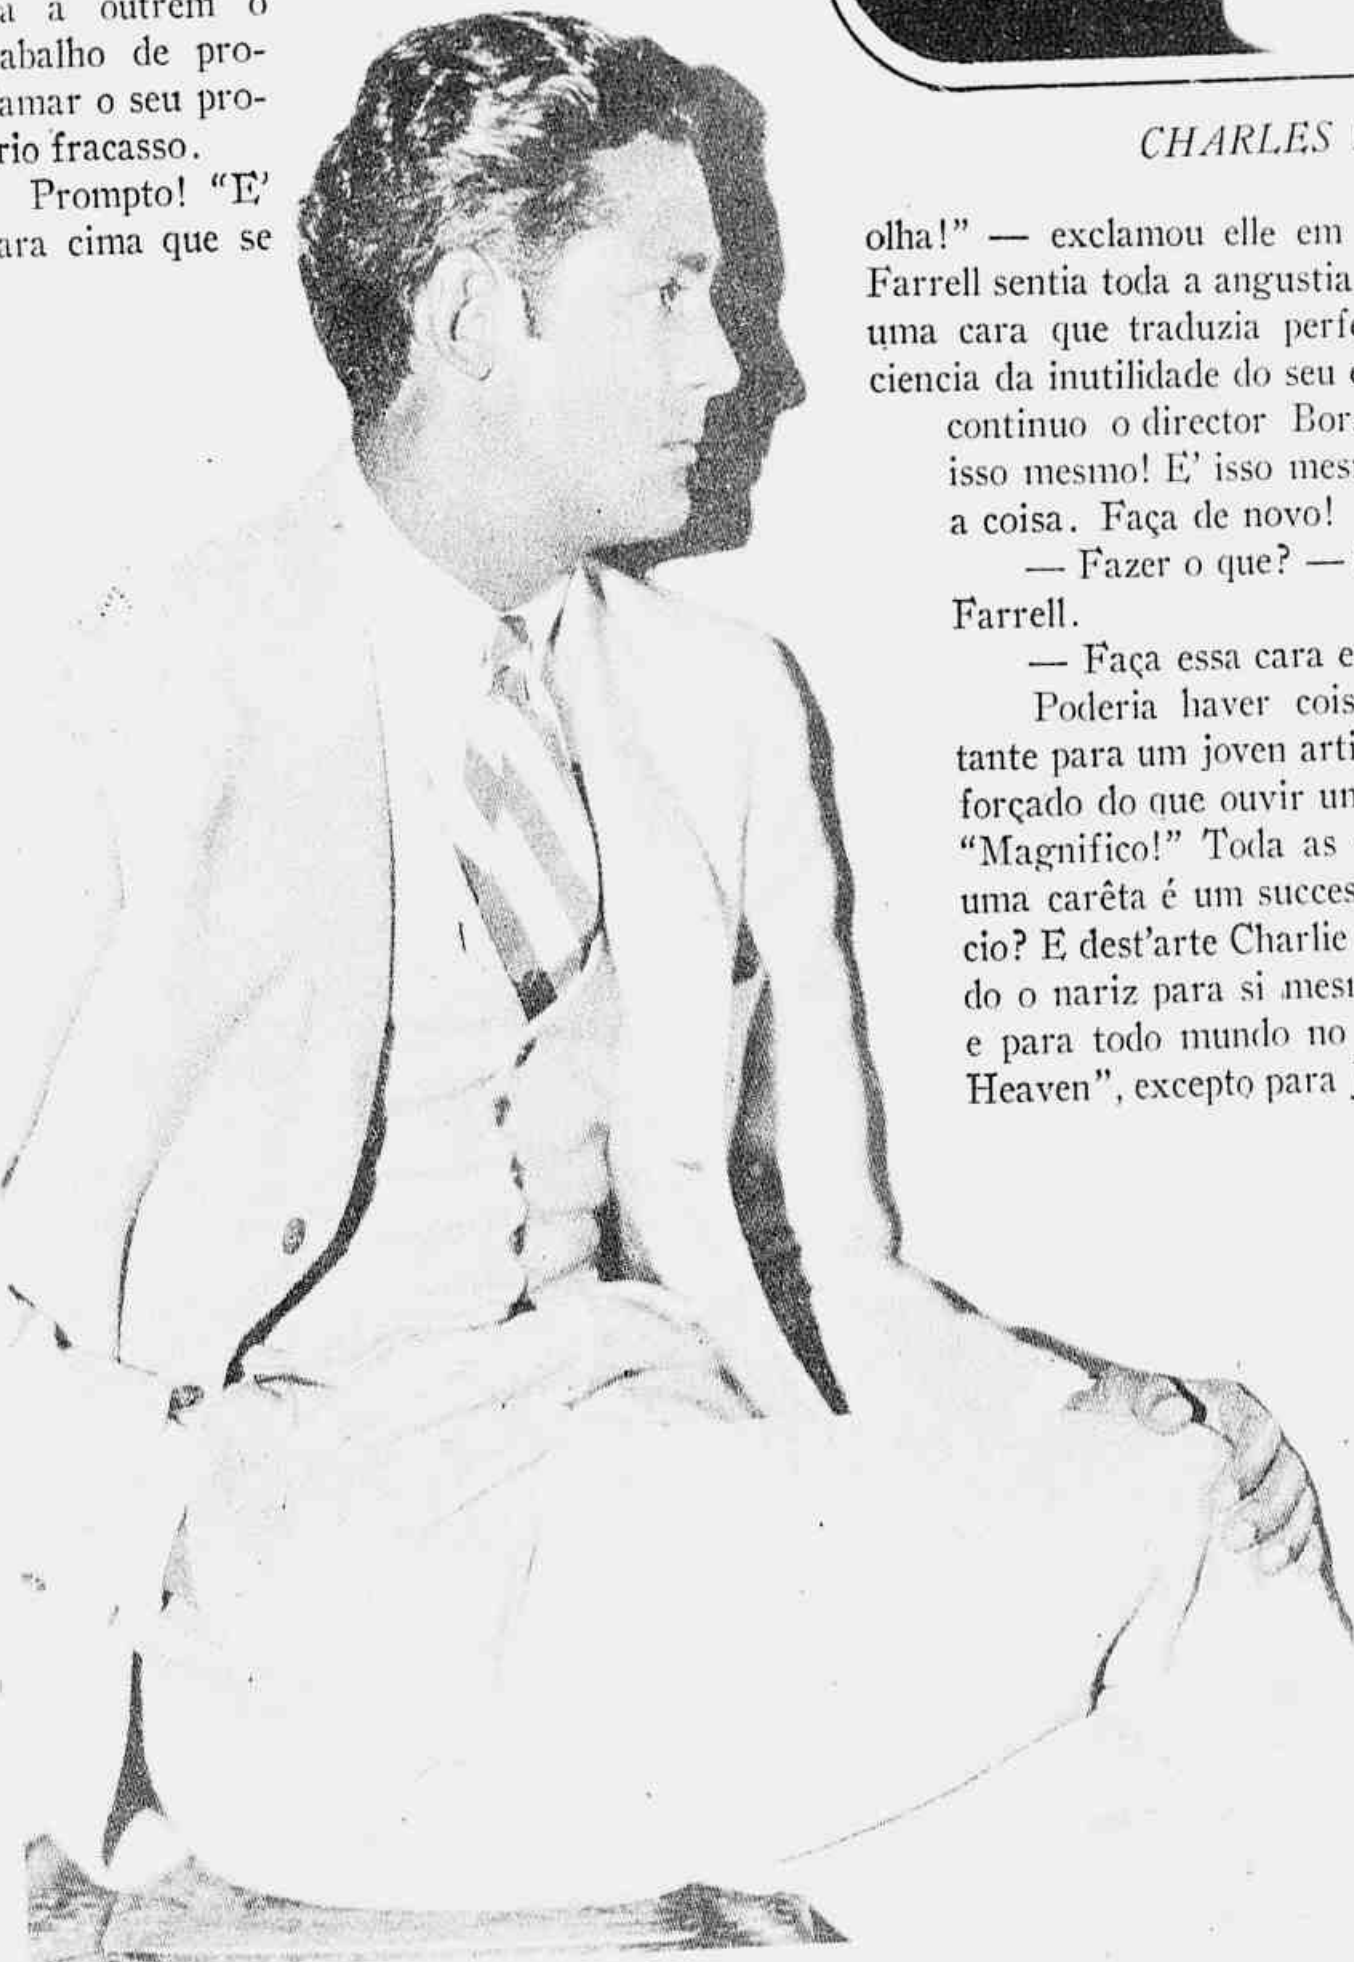 a a outrem o
abalho de pro-
amar o seu pro-
rio fracasso.
Prompto! “E’
ara cima que se
CHARLES
olha!” — exclamou elle em
Farrell sentia toda a angustia
uma cara que traduzia perfe
ciencia da inutilidade do seu
continuo o director Bor
isso mesmo! E’ isso mes
a coisa. Faça de novo!
— Fazer o que? —
Farrell.
— Faça essa cara e
Poderia haver cois
tante para um joven arti
forçado do que ouvir un
“Magnifico!” Toda as
uma carêta é um succes
cio? E dest’arte Charlie
do o nariz para si mes
e para todo mundo no
Heaven”, excepto para